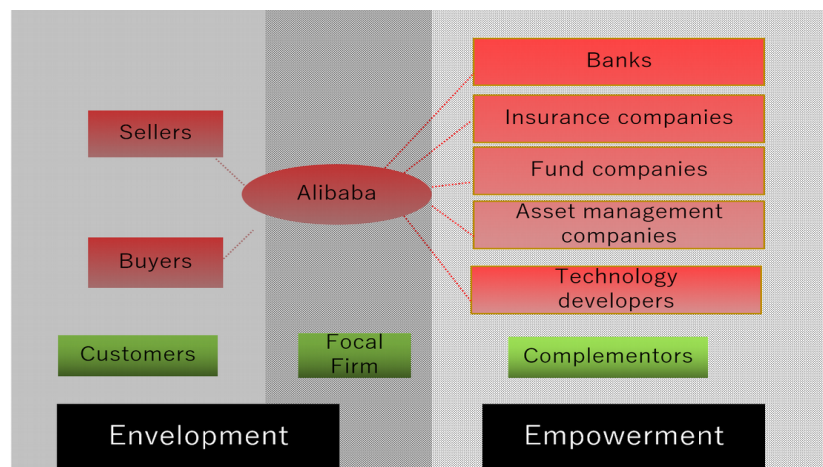 Banks
Insurance companies
Sellers
Fund companies
Alibaba
Asset management
companies
Buyers
Technology
developers
Customers
Focal
Firm
Complementors
Envelopment
Empowerment